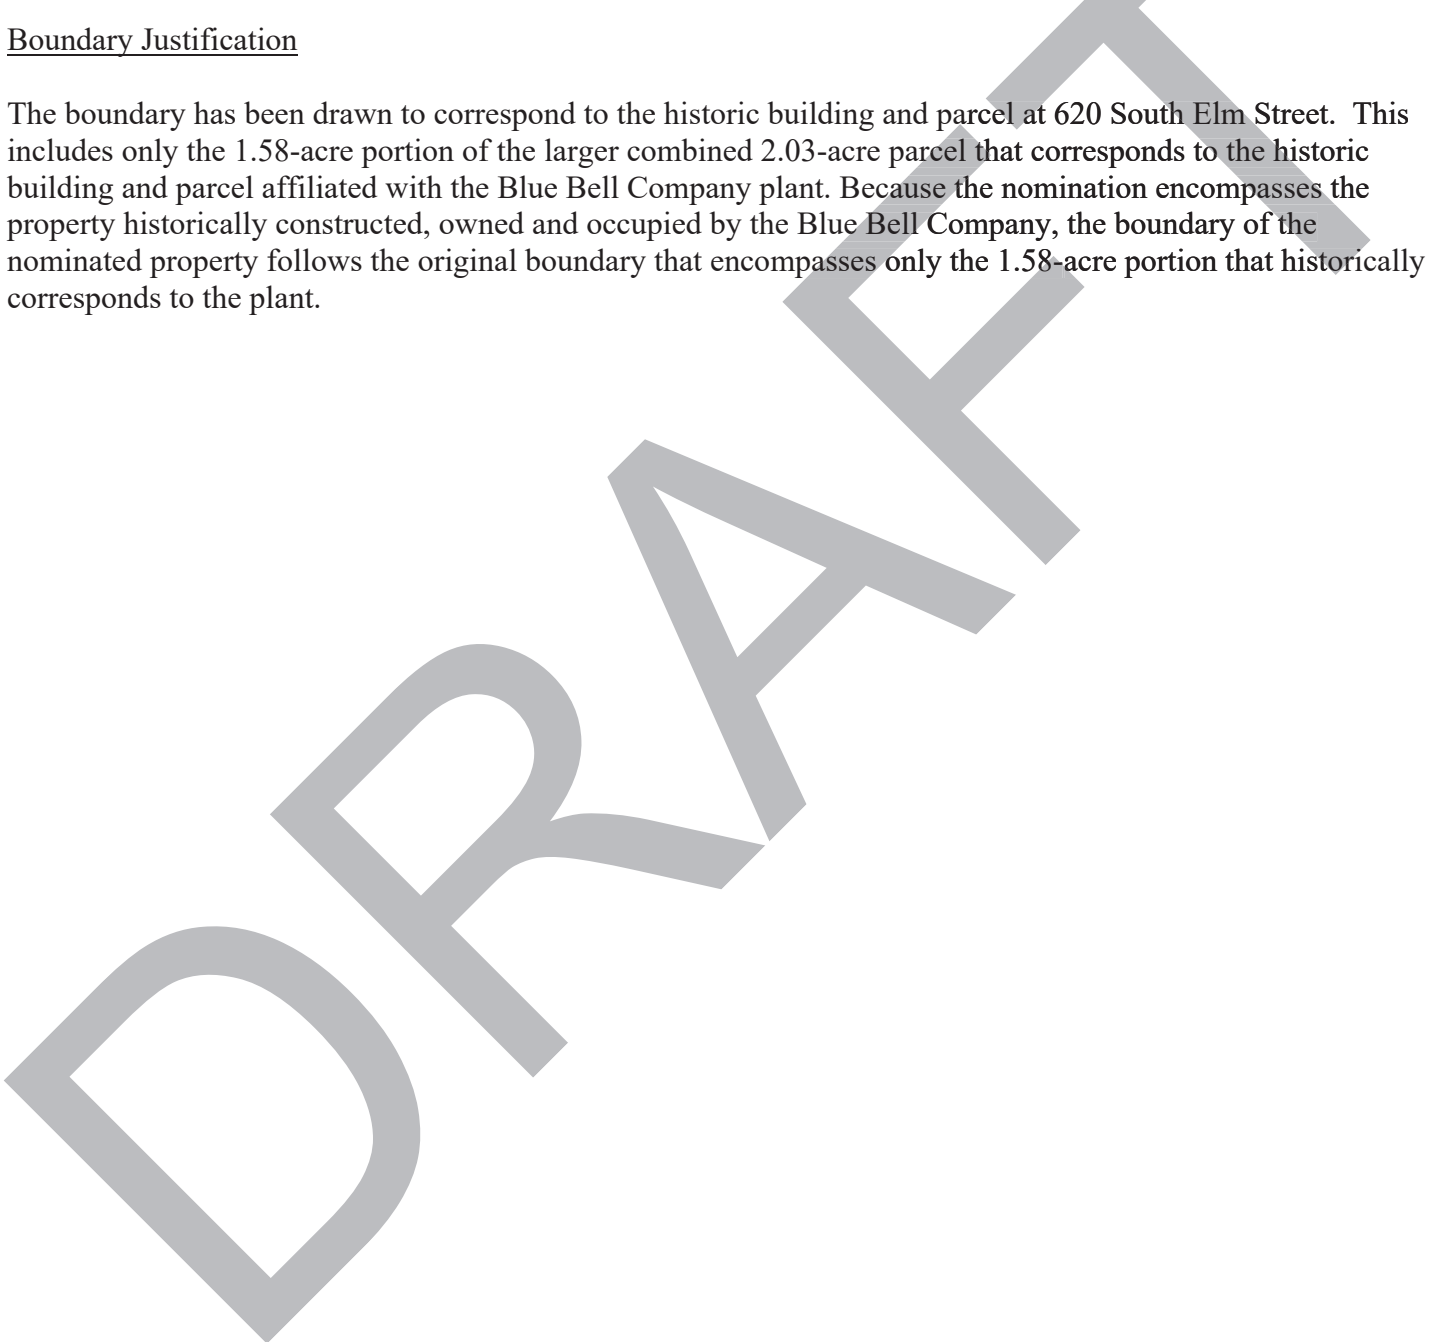 Boundary Justification
The boundary has been drawn to correspond to the historic building and parcel at 620 South Elm Street.  This
includes only the 1.58-acre portion of the larger combined 2.03-acre parcel that corresponds to the historic
building and parcel affiliated with the Blue Bell Company plant. Because the nomination encompasses the
property historically constructed, owned and occupied by the Blue Bell Company, the boundary of the
nominated property follows the original boundary that encompasses only the 1.58-acre portion that historically
corresponds to the plant.
DRAFT